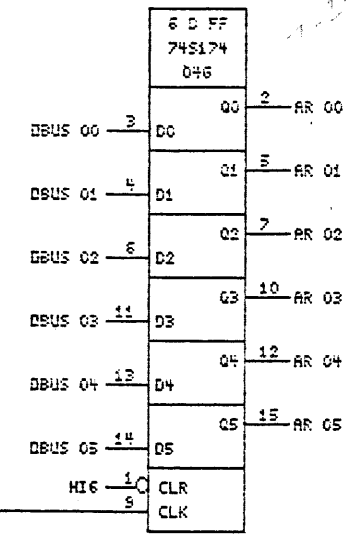 6 D FF
74S174
04G
Q0 2 AR 00
DBUS 00 3 D0
Q1 5 AR 01
DBUS 01 4 D1
Q2 7 AR 02
DBUS 02 6 D2
Q3 10 AR 03
DBUS 03 11 D3
Q4 12 AR 04
DBUS 04 13 D4
Q5 15 AR 05
DBUS 05 14 D5
HI6 1 CLR
9 CLK